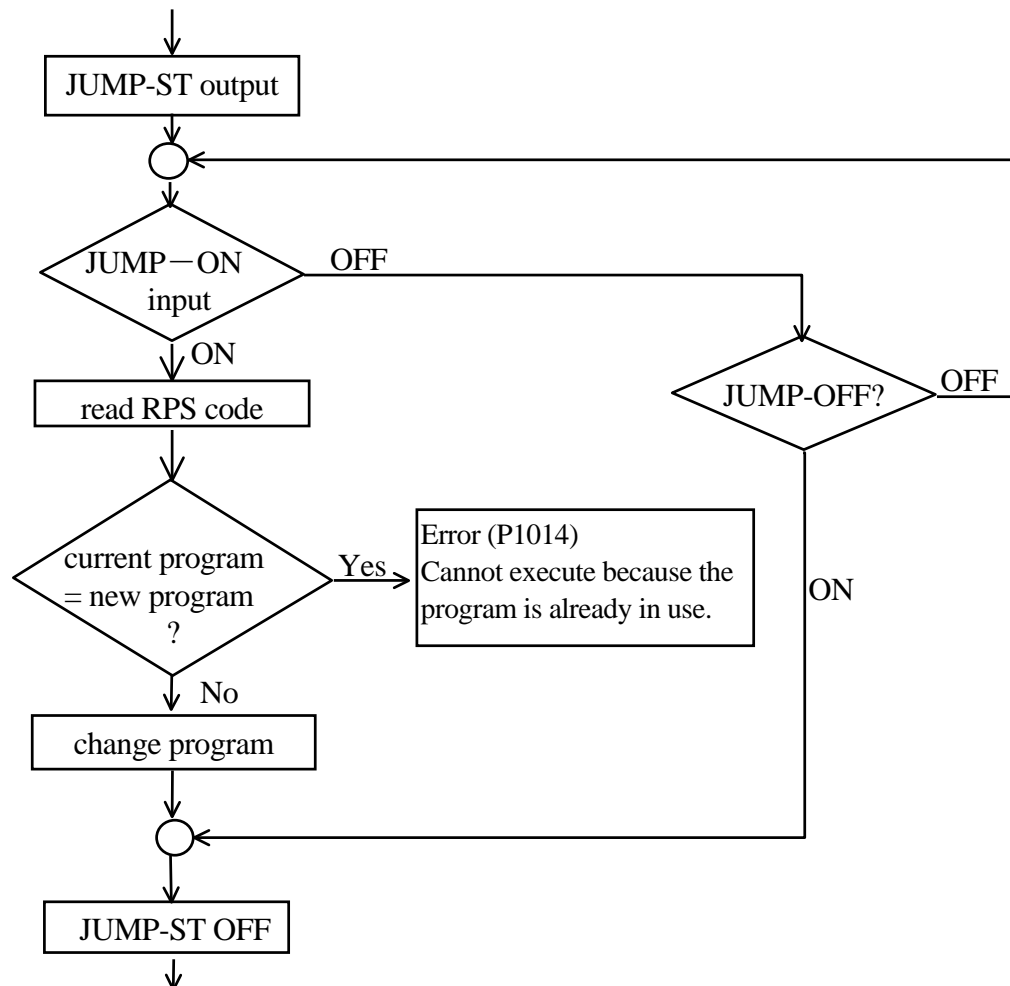 JUMP-ST output
JUMP－ON
input
OFF
ON
read RPS code
JUMP-OFF?
OFF
current program
= new program
?
Yes
Error (P1014)
Cannot execute because the
program is already in use.
ON
No
change program
JUMP-ST OFF